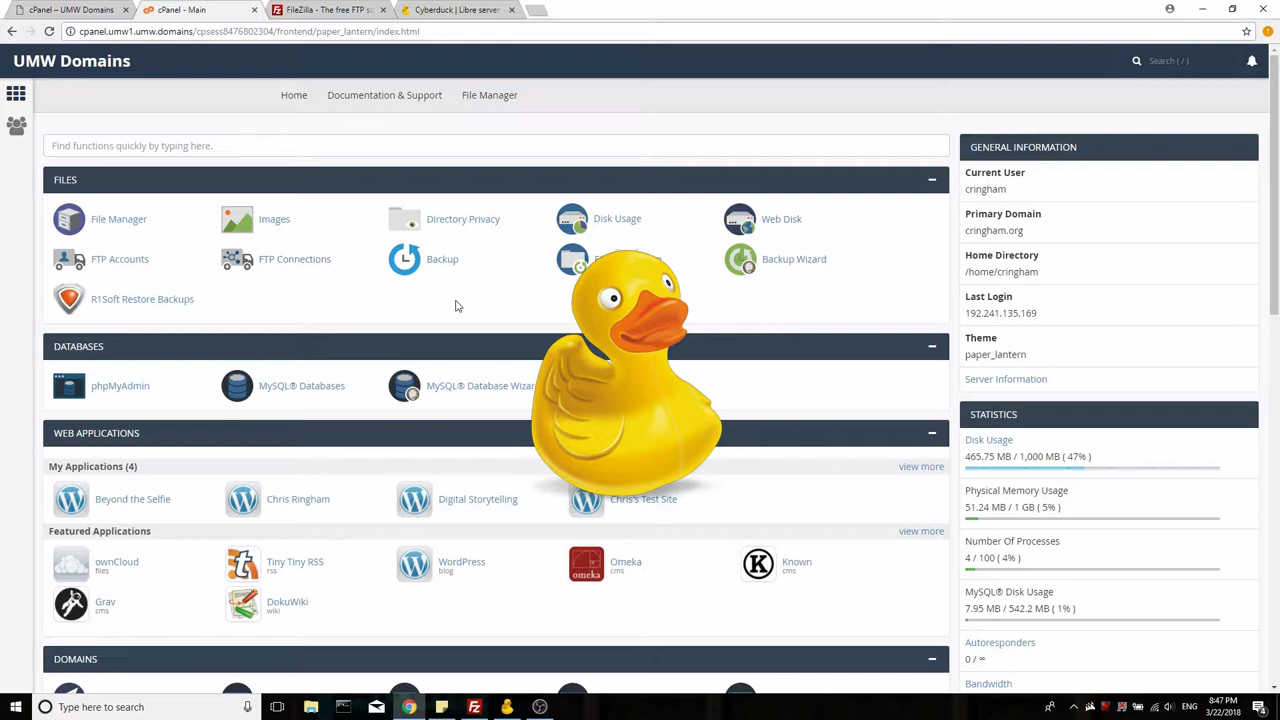 cPanel – UMW Domains
cPanel - Main
FileZilla - The free FTP so
Cyberduck | Libre server
cpanel.umw1.umw.domains/cpsess8476802304/frontend/paper_lantern/index.html
UMW Domains
Search ( / )
Home
Documentation & Support
File Manager
Find functions quickly by typing here.
FILES
File Manager
Images
Directory Privacy
Disk Usage
Web Disk
FTP Accounts
FTP Connections
Backup
Backup Wizard
R1Soft Restore Backups
DATABASES
phpMyAdmin
MySQL® Databases
MySQL® Database Wizar
WEB APPLICATIONS
My Applications (4)
view more
Beyond the Selfie
Chris Ringham
Digital Storytelling
Chris's Test Site
Featured Applications
view more
ownCloud
files
Tiny Tiny RSS
rss
WordPress
blog
Omeka
cms
omeka
Known
cms
Grav
cms
DokuWiki
wiki
DOMAINS
GENERAL INFORMATION
Current User
cringham
Primary Domain
cringham.org
Home Directory
/home/cringham
Last Login
192.241.135.169
Theme
paper_lantern
Server Information
STATISTICS
Disk Usage
465.75 MB / 1,000 MB ( 47% )
Physical Memory Usage
51.24 MB / 1 GB ( 5% )
Number Of Processes
4 / 100 ( 4% )
MySQL® Disk Usage
7.95 MB / 542.2 MB ( 1% )
Autoresponders
0 / ∞
Bandwidth
Type here to search
ENG
8:47 PM
3/22/2018
4